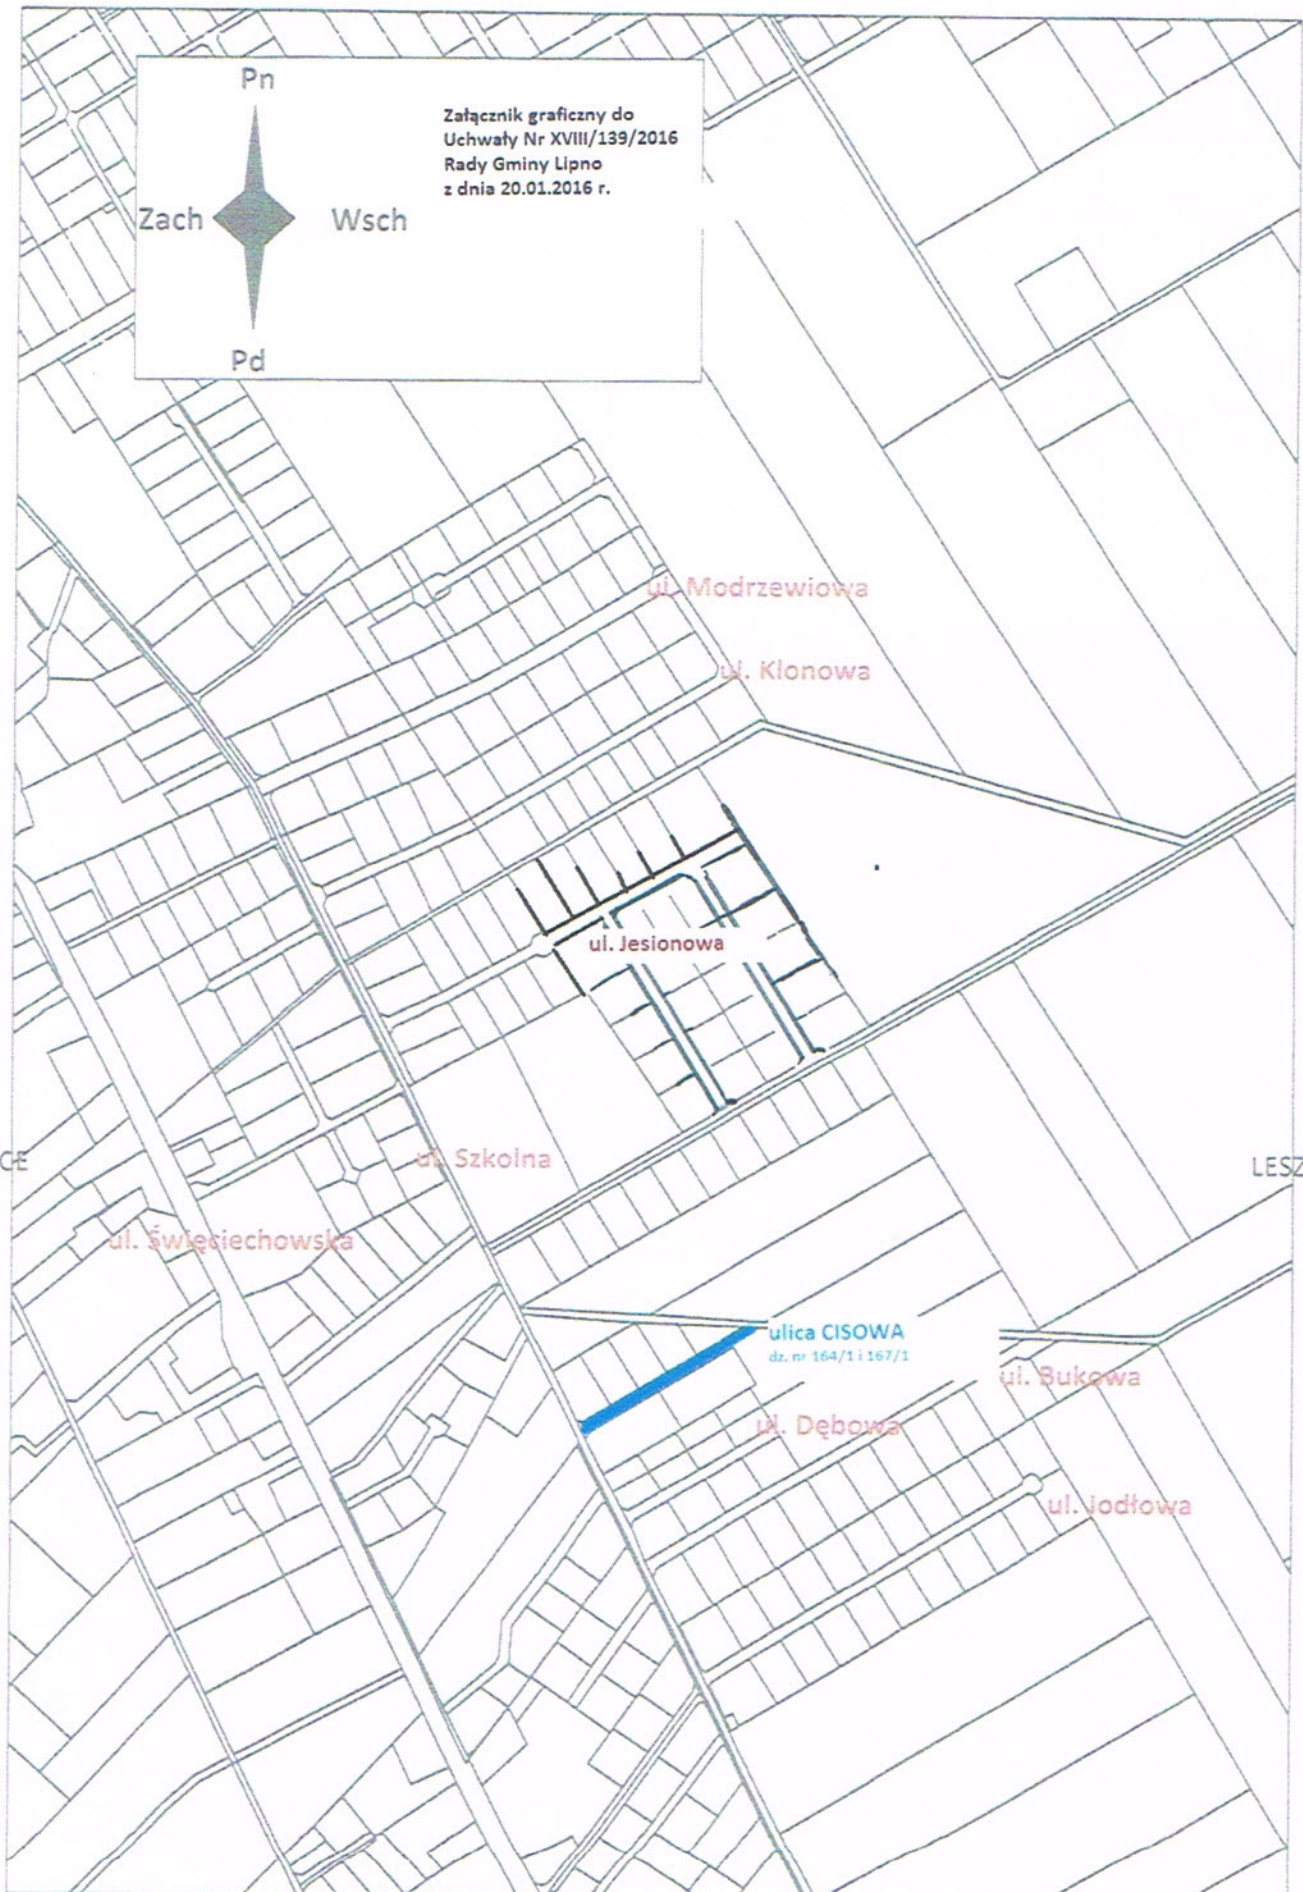 Pn
Załącznik graficzny do
Uchwały Nr XVIII/139/2016
Rady Gminy Lipno
z dnia 20.01.2016 r.
Zach
Wsch
Pd
ul. Modrzewiowa
ul. Klonowa
ul. Jesionowa
ul. Szkolna
CE
LESZ
ul. Święciechowska
ulica CISOWA
dz. nr 164/1 i 167/1
ul. Bukowa
ul. Dębowa
ul. Jodłowa